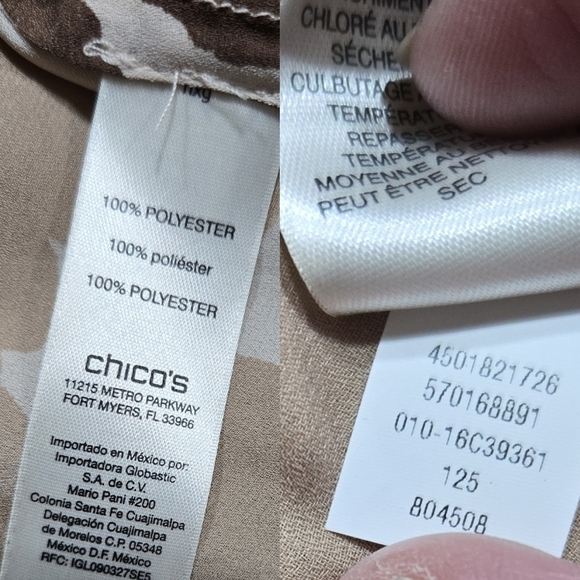 100% POLYESTER
100% poliéster
100% POLYESTER
chico's
11215 METRO PARKWAY
FORT MYERS, FL 33966
Importado en México por:
Importadora Globastic
S.A. de C.V.
Mario Pani #200
Colonia Santa Fe Cuajimalpa
Delegación Cuajimalpa
de Morelos C.P. 05348
México D.F. México
RFC: IGL090327SE5
CHLORÉ AU
SÉCHE
CULBUTAGE
TEMPÉRAT
REPASSER
TEMPÉRAT
MOYENNE AU
PEUT ÊTRE NETTO
SEC
4501821726
570168891
010-16C39361
125
804508